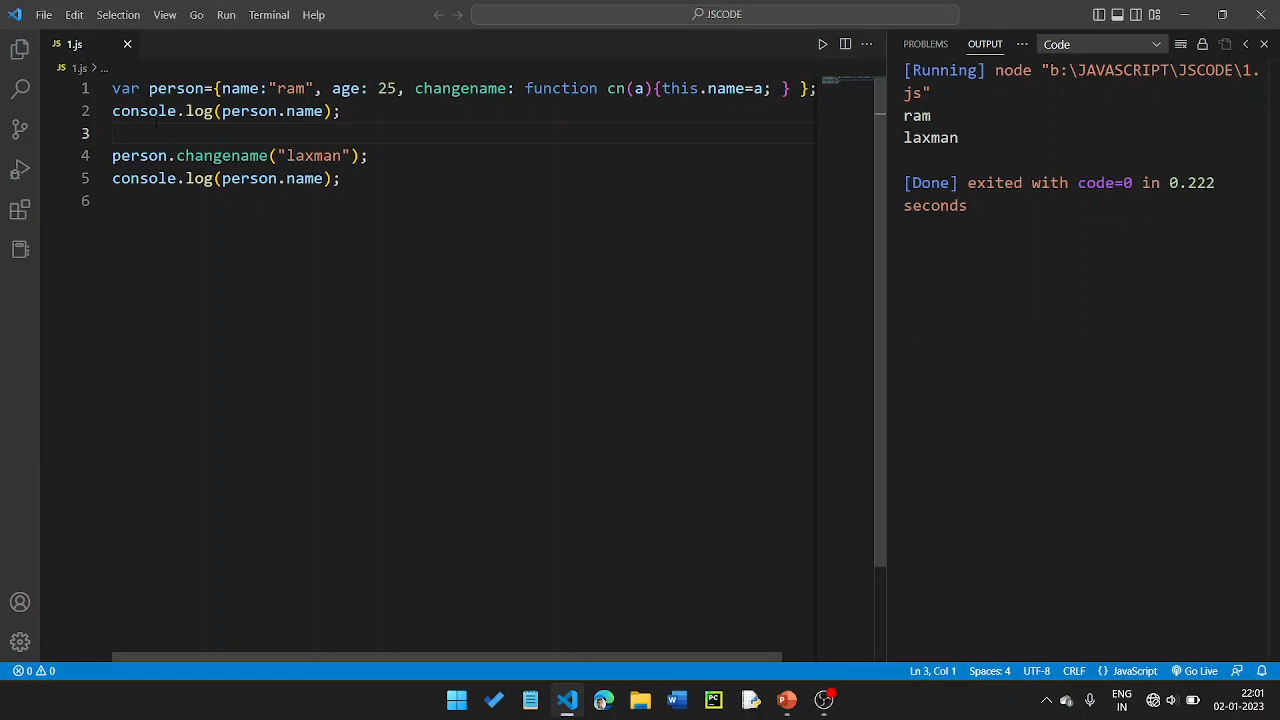 File Edit Selection View Go Run Terminal Help
JSCODE
JS 1.js
JS 1.js > ...
1 var person={name:"ram", age: 25, changename: function cn(a){this.name=a; } };
2 console.log(person.name);
3
4 person.changename("laxman");
5 console.log(person.name);
6
PROBLEMS OUTPUT ... Code
[Running] node "b:\JAVASCRIPT\JSCODE\1.
js"
ram
laxman
[Done] exited with code=0 in 0.222
seconds
0 0
Ln 3, Col 1 Spaces: 4 UTF-8 CRLF {} JavaScript Go Live
W PC P
ENG
IN
22:01
02-01-2023